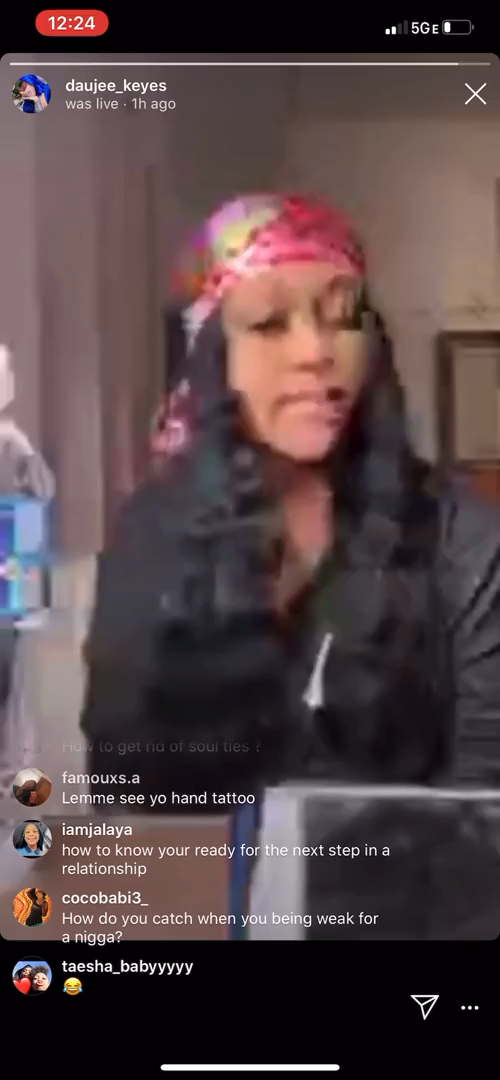 12:24
5GE
daujee_keyes
was live · 1h ago
How to get rid of soul ties ?
famouxs.a
Lemme see yo hand tattoo
iamjalaya
how to know your ready for the next step in a
relationship
cocobabi3_
How do you catch when you being weak for
a nigga?
taesha_babyyyyy
😂